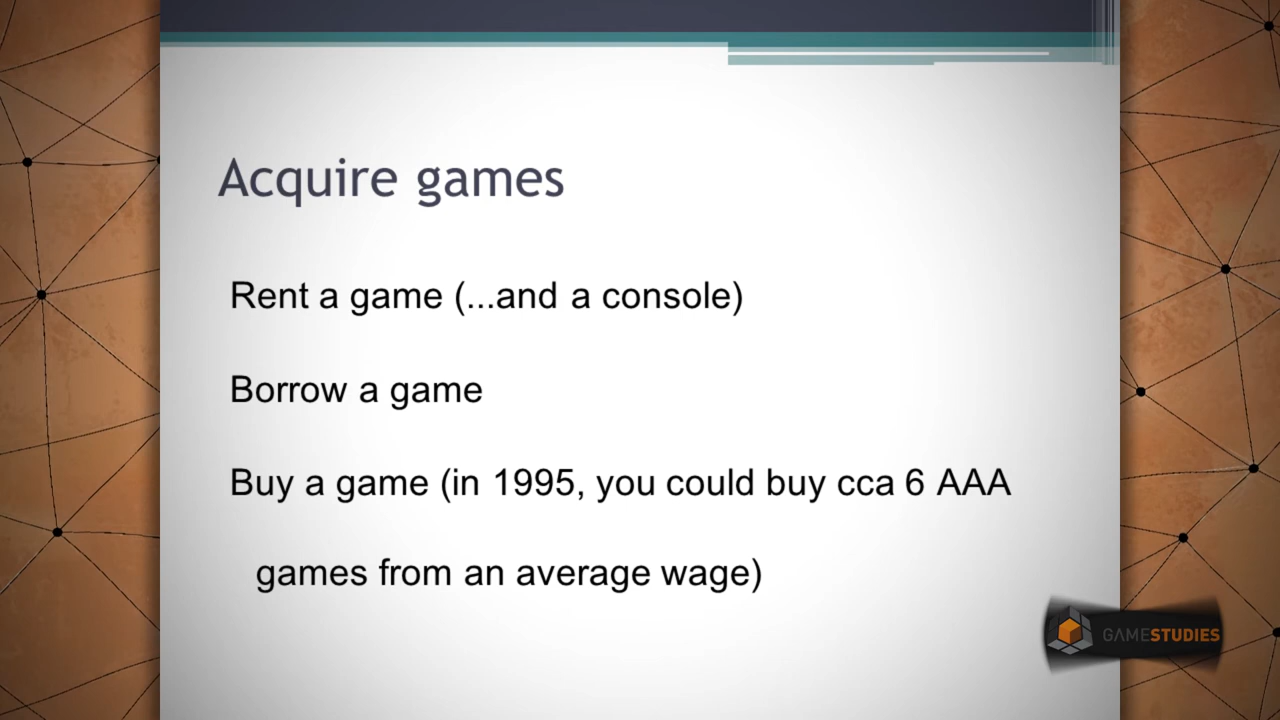 Acquire games
Rent a game (...and a console)
Borrow a game
Buy a game (in 1995, you could buy cca 6 AAA
games from an average wage)
GAMESTUDIES